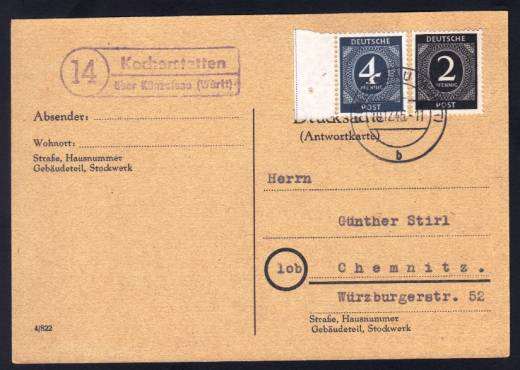 14
Kocherstetten
über Künzelsau (Württ)
DEUTSCHE
4
PFENNIG
POST
DEUTSCHE
2
PFENNIG
POST
Absender:
Wohnort:
Straße, Hausnummer
Gebäudeteil, Stockwerk
Drucksache
(Antwortkarte)
b
Herrn
Günther Stirl
10b
Chemnitz.
Würzburgerstr. 52
Straße, Hausnummer
Gebäudeteil, Stockwerk
4/822